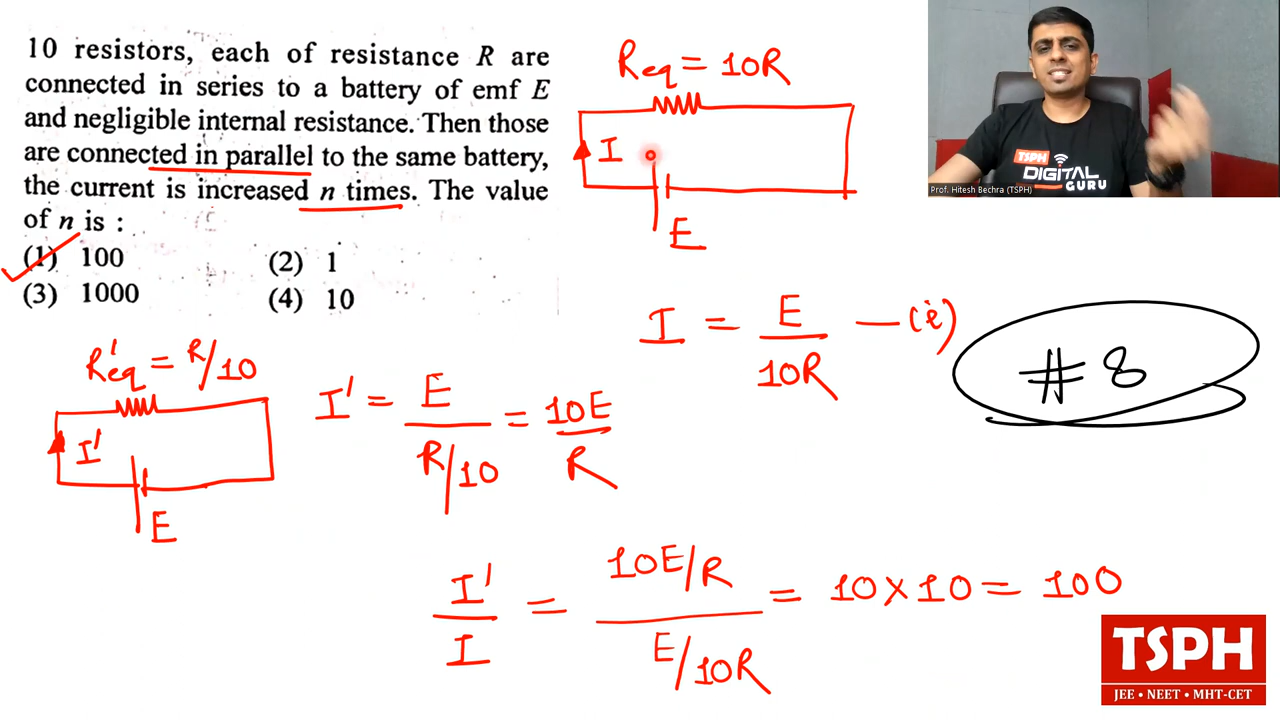 10 resistors, each of resistance R are
connected in series to a battery of emf E
and negligible internal resistance. Then those
are connected in parallel to the same battery,
the current is increased n times. The value
of n is :
(1) 100 (2) 1
(3) 1000 (4) 10
Req = 10R
I
E
I = E/10R —(i)
R'eq = R/10
I'
E
I' = E / R/10 = 10E/R
I'/I = 10E/R / E/10R = 10 × 10 = 100
# 8
TSPH
DIGITAL
GURU
Prof. Hitesh Bechra (TSPH)
TSPH
JEE • NEET • MHT-CET